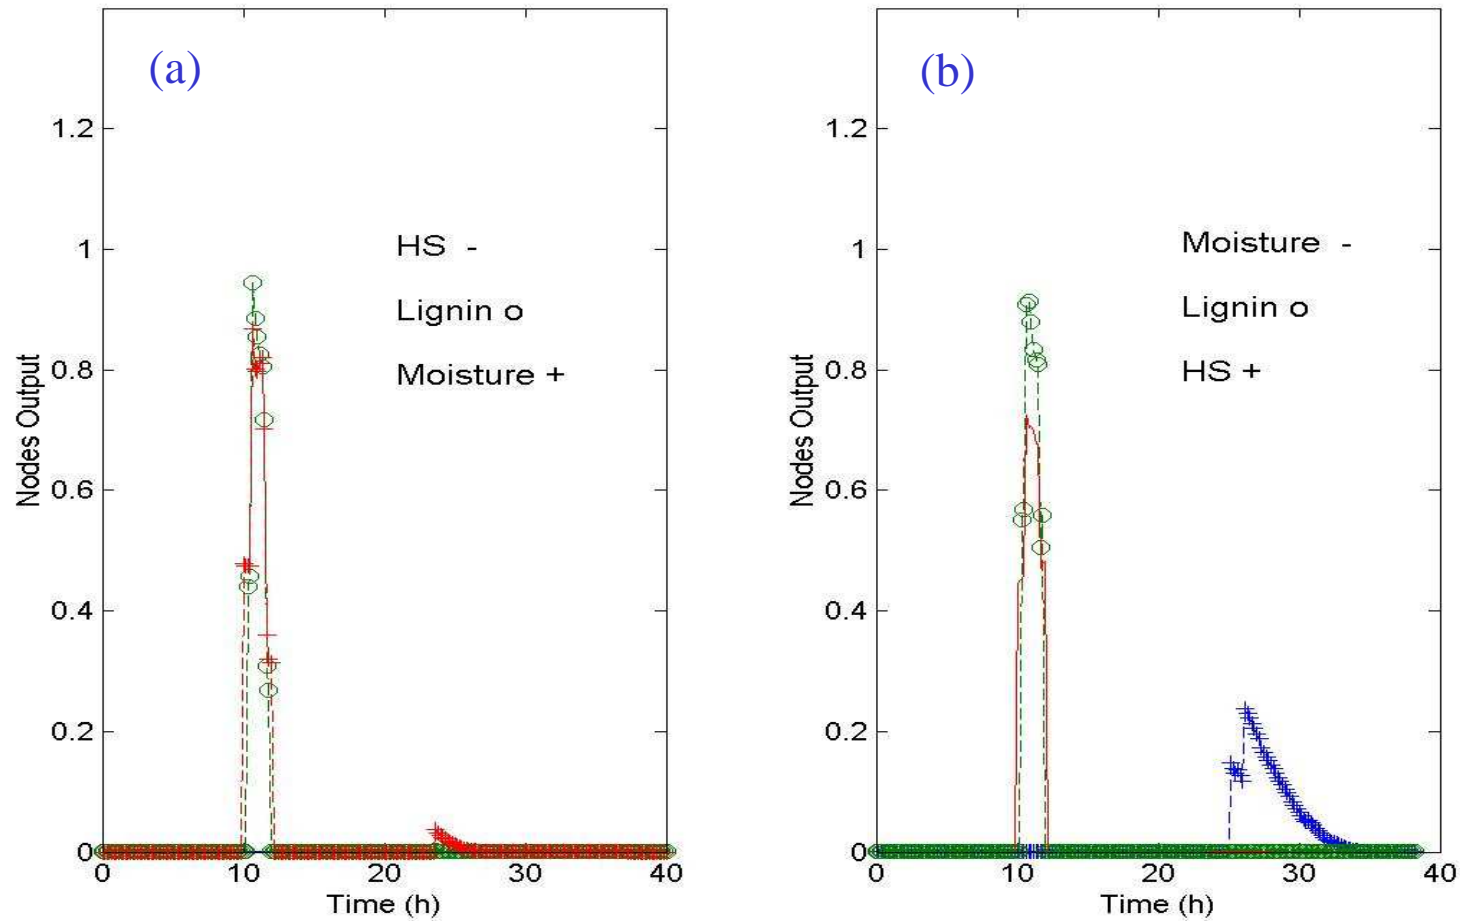 (a)
1.2
1
0.8
0.6
0.4
0.2
0
Nodes Output
HS -
Lignin o
Moisture +
0 10 20 30 40
Time (h)
(b)
1.2
1
0.8
0.6
0.4
0.2
0
Nodes Output
Moisture -
Lignin o
HS +
0 10 20 30 40
Time (h)